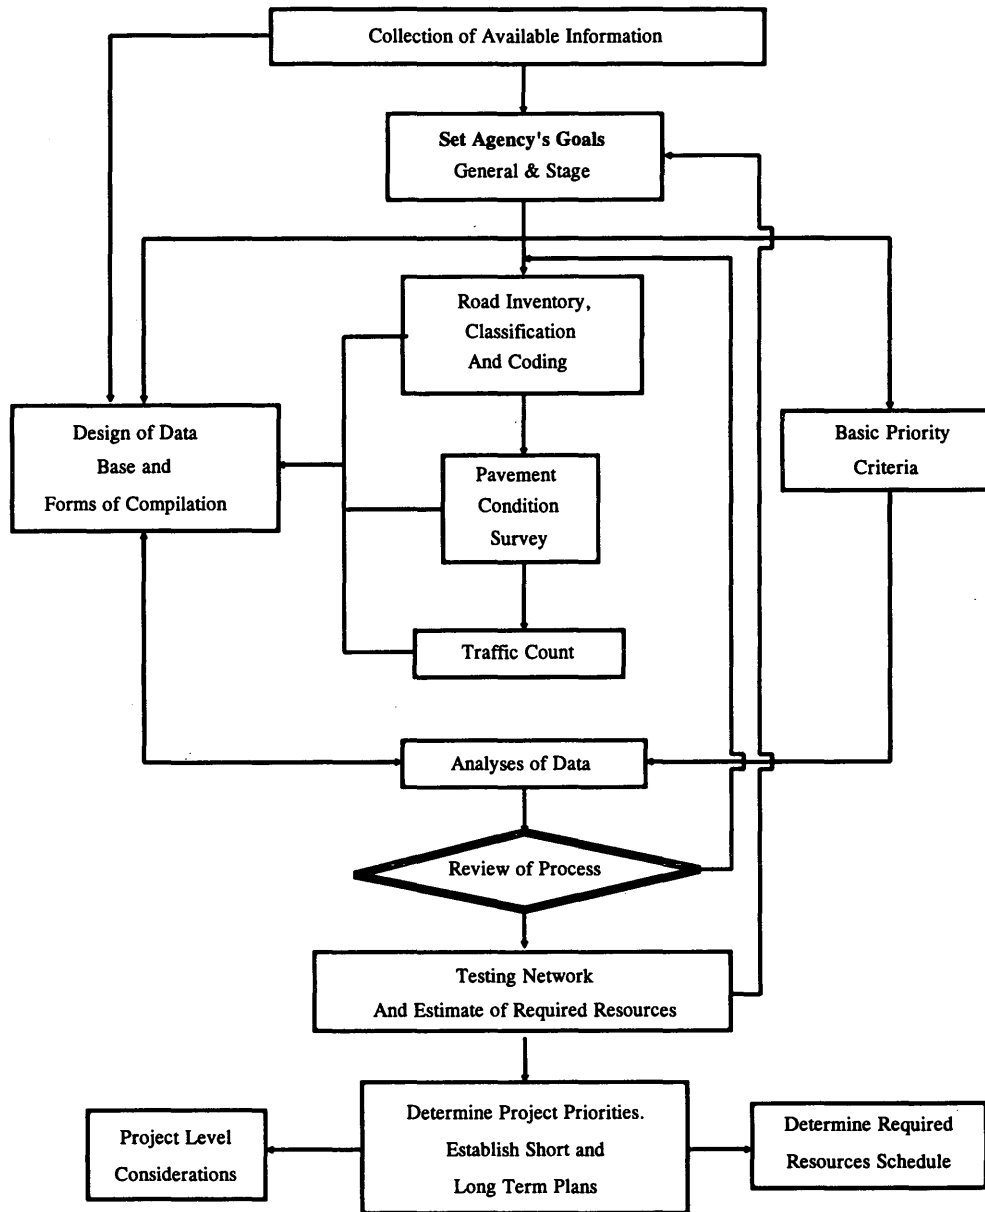 Collection of Available Information
Set Agency's Goals
General & Stage
Road Inventory,
Classification
And Coding
Design of Data
Base and
Forms of Compilation
Basic Priority
Criteria
Pavement
Condition
Survey
Traffic Count
Analyses of Data
Review of Process
Testing Network
And Estimate of Required Resources
Determine Project Priorities.
Establish Short and
Long Term Plans
Project Level
Considerations
Determine Required
Resources Schedule